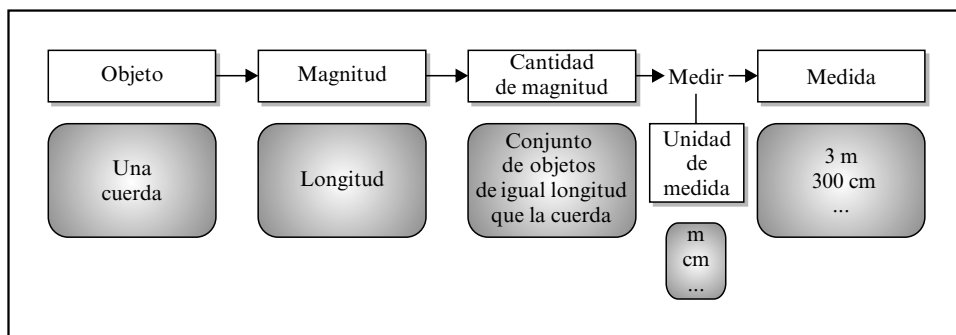 Objeto
Magnitud
Cantidad
de magnitud
Medir
Medida
Una
cuerda
Longitud
Conjunto
de objetos
de igual longitud
que la cuerda
Unidad
de
medida
3 m
300 cm
...
m
cm
...